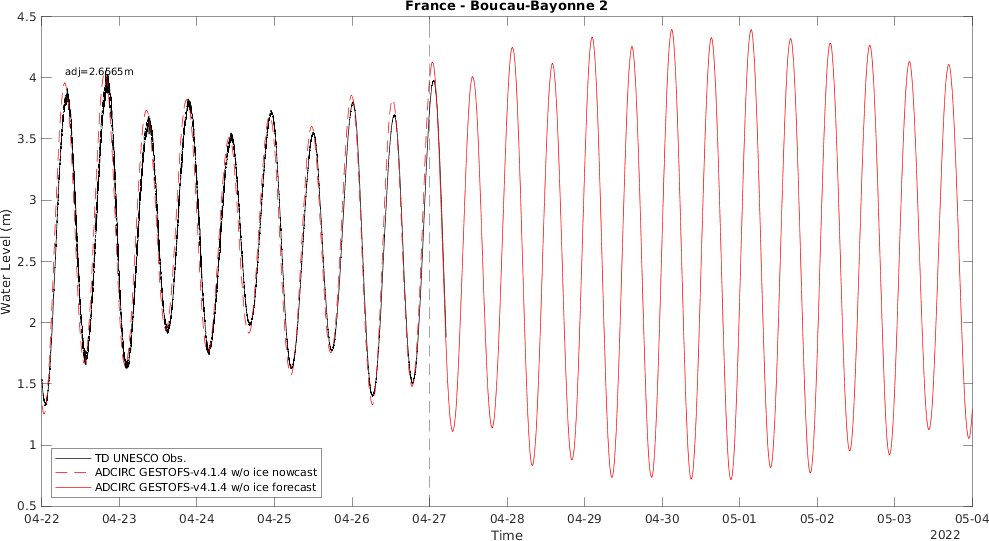 France - Boucau-Bayonne 2
adj=2.6565m
4.5
4
3.5
3
2.5
2
1.5
1
0.5
Water Level (m)
TD UNESCO Obs.
ADCIRC GESTOFS-v4.1.4 w/o ice nowcast
ADCIRC GESTOFS-v4.1.4 w/o ice forecast
04-22 04-23 04-24 04-25 04-26 04-27 04-28 04-29 04-30 05-01 05-02 05-03 05-04
Time
2022